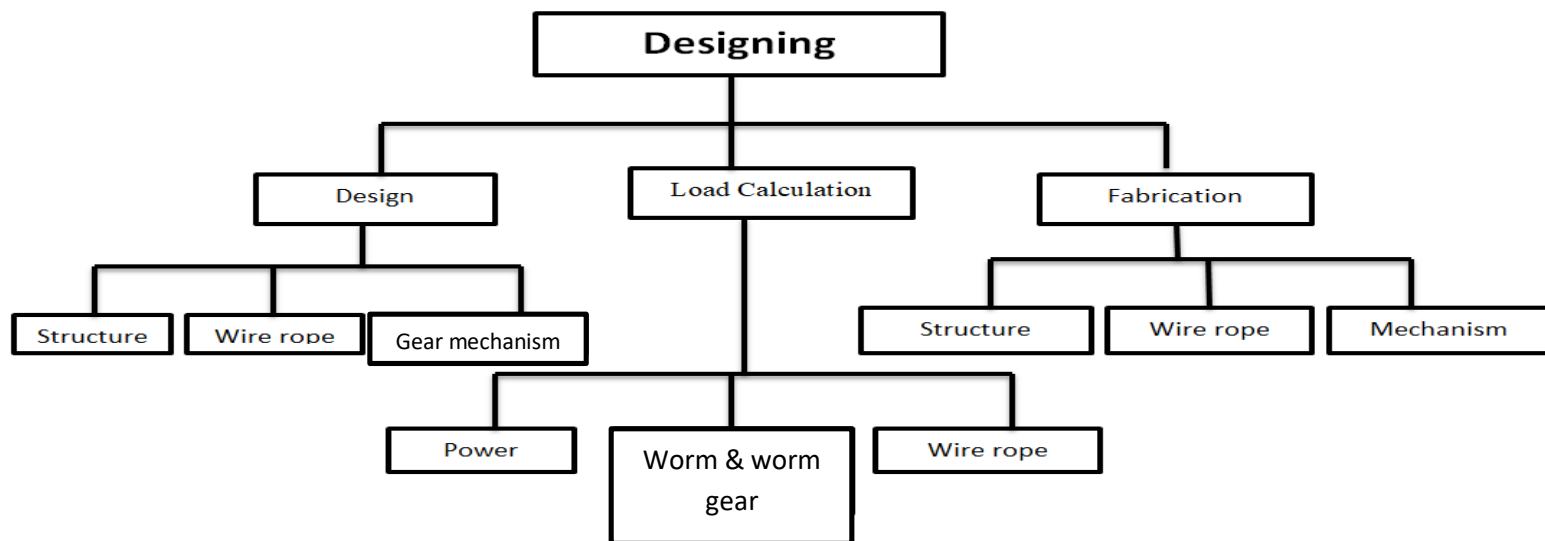 Designing
Design
Load Calculation
Fabrication
Structure
Wire rope
Gear mechanism
Structure
Wire rope
Mechanism
Power
Worm & worm
gear
Wire rope